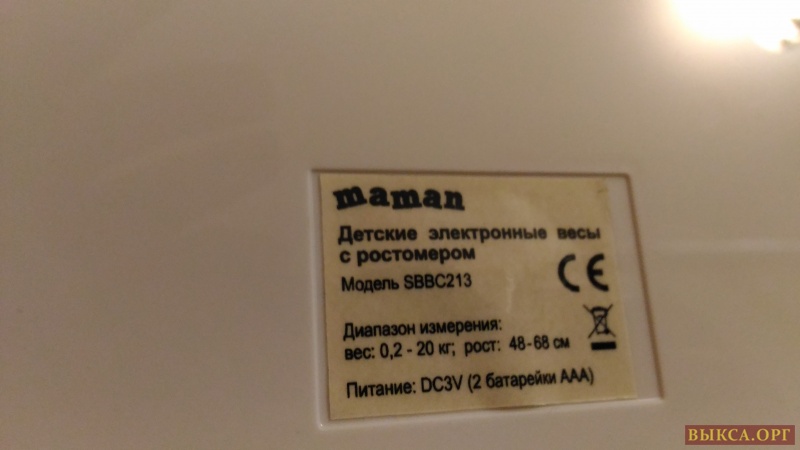 maman
Детские электронные весы
с ростомером
Модель SBBC213
CE
Диапазон измерения:
вес: 0,2 - 20 кг; рост: 48-68 см
Питание: DC3V (2 батарейки AAA)
ВЫКСА.ОРГ